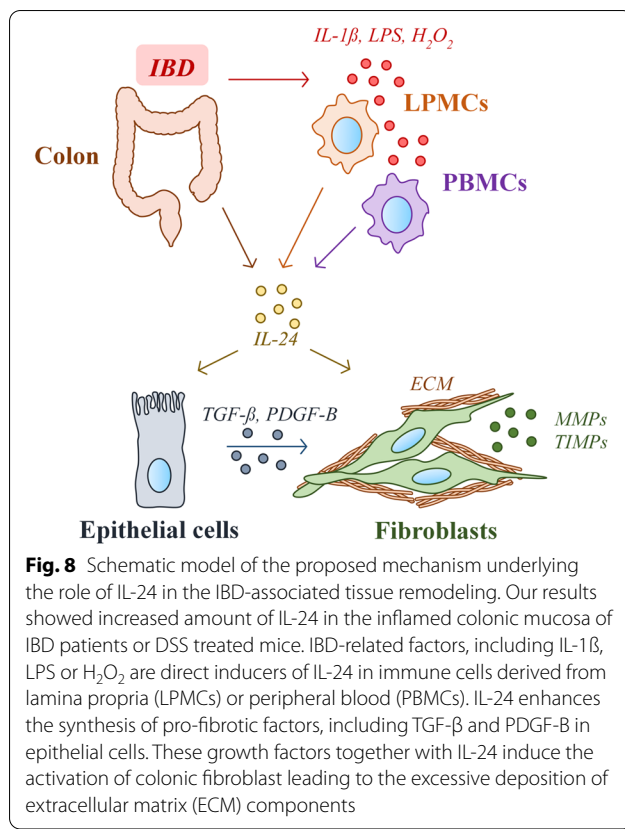 IBD
IL-1ß, LPS, H₂O₂
LPMCs
Colon
PBMCs
IL-24
ECM
TGF-ß, PDGF-B
MMPs
TIMPs
Epithelial cells
Fibroblasts
Fig. 8 Schematic model of the proposed mechanism underlying
the role of IL-24 in the IBD-associated tissue remodeling. Our results
showed increased amount of IL-24 in the inflamed colonic mucosa of
IBD patients or DSS treated mice. IBD-related factors, including IL-1ß,
LPS or H₂O₂ are direct inducers of IL-24 in immune cells derived from
lamina propria (LPMCs) or peripheral blood (PBMCs). IL-24 enhances
the synthesis of pro-fibrotic factors, including TGF-β and PDGF-B in
epithelial cells. These growth factors together with IL-24 induce the
activation of colonic fibroblast leading to the excessive deposition of
extracellular matrix (ECM) components